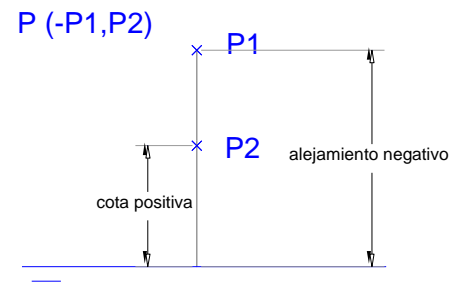 P (-P1,P2)
P1
P2
alejamiento negativo
cota positiva